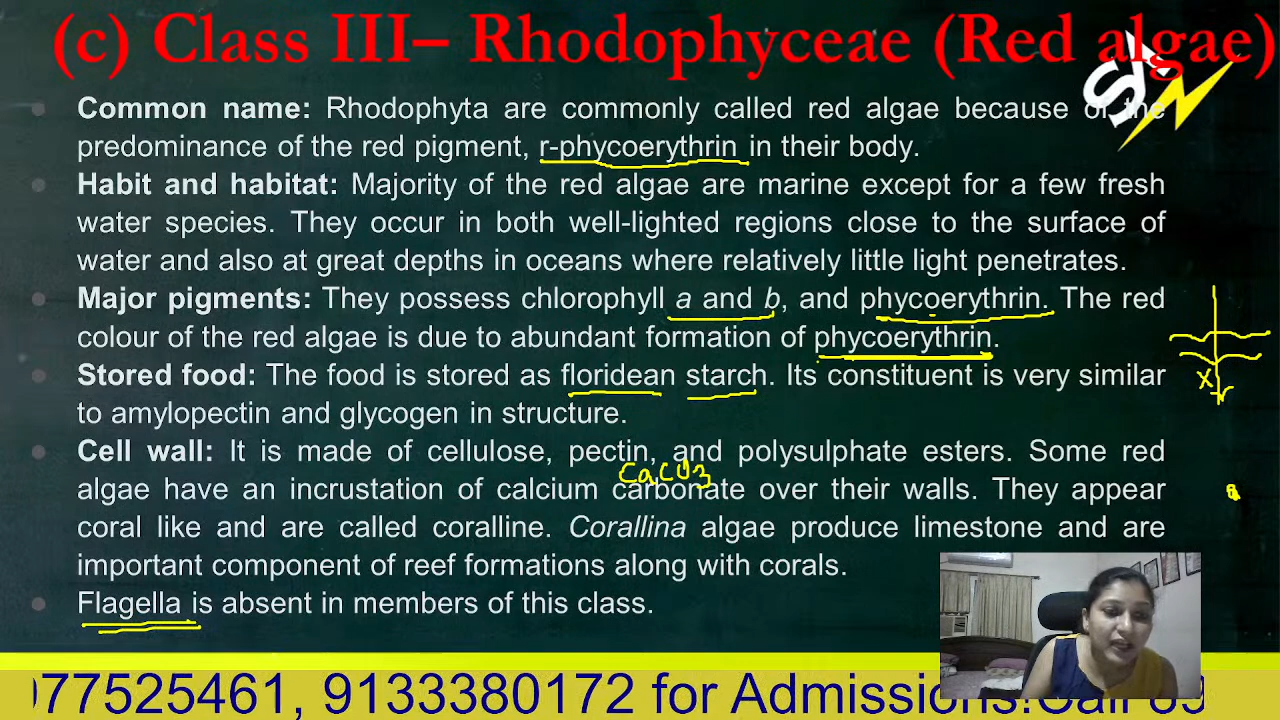 (c) Class III– Rhodophyceae (Red algae)
Common name: Rhodophyta are commonly called red algae because of the
predominance of the red pigment, r-phycoerythrin in their body.
Habit and habitat: Majority of the red algae are marine except for a few fresh
water species. They occur in both well-lighted regions close to the surface of
water and also at great depths in oceans where relatively little light penetrates.
Major pigments: They possess chlorophyll a and b, and phycoerythrin. The red
colour of the red algae is due to abundant formation of phycoerythrin.
Stored food: The food is stored as floridean starch. Its constituent is very similar
to amylopectin and glycogen in structure.
Cell wall: It is made of cellulose, pectin, and polysulphate esters. Some red
CaCO3
algae have an incrustation of calcium carbonate over their walls. They appear
coral like and are called coralline. Corallina algae produce limestone and are
important component of reef formations along with corals.
Flagella is absent in members of this class.
077525461, 9133380172 for Admissions.Call 89